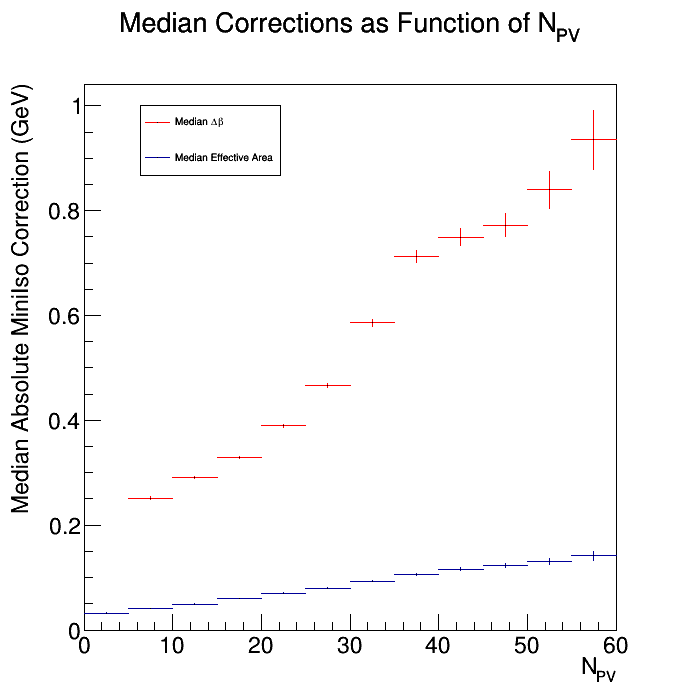 Median Corrections as Function of N_PV
Median Absolute MiniIso Correction (GeV)
1
0.8
0.6
0.4
0.2
0
Median Δβ
Median Effective Area
0 10 20 30 40 50 60
N_PV